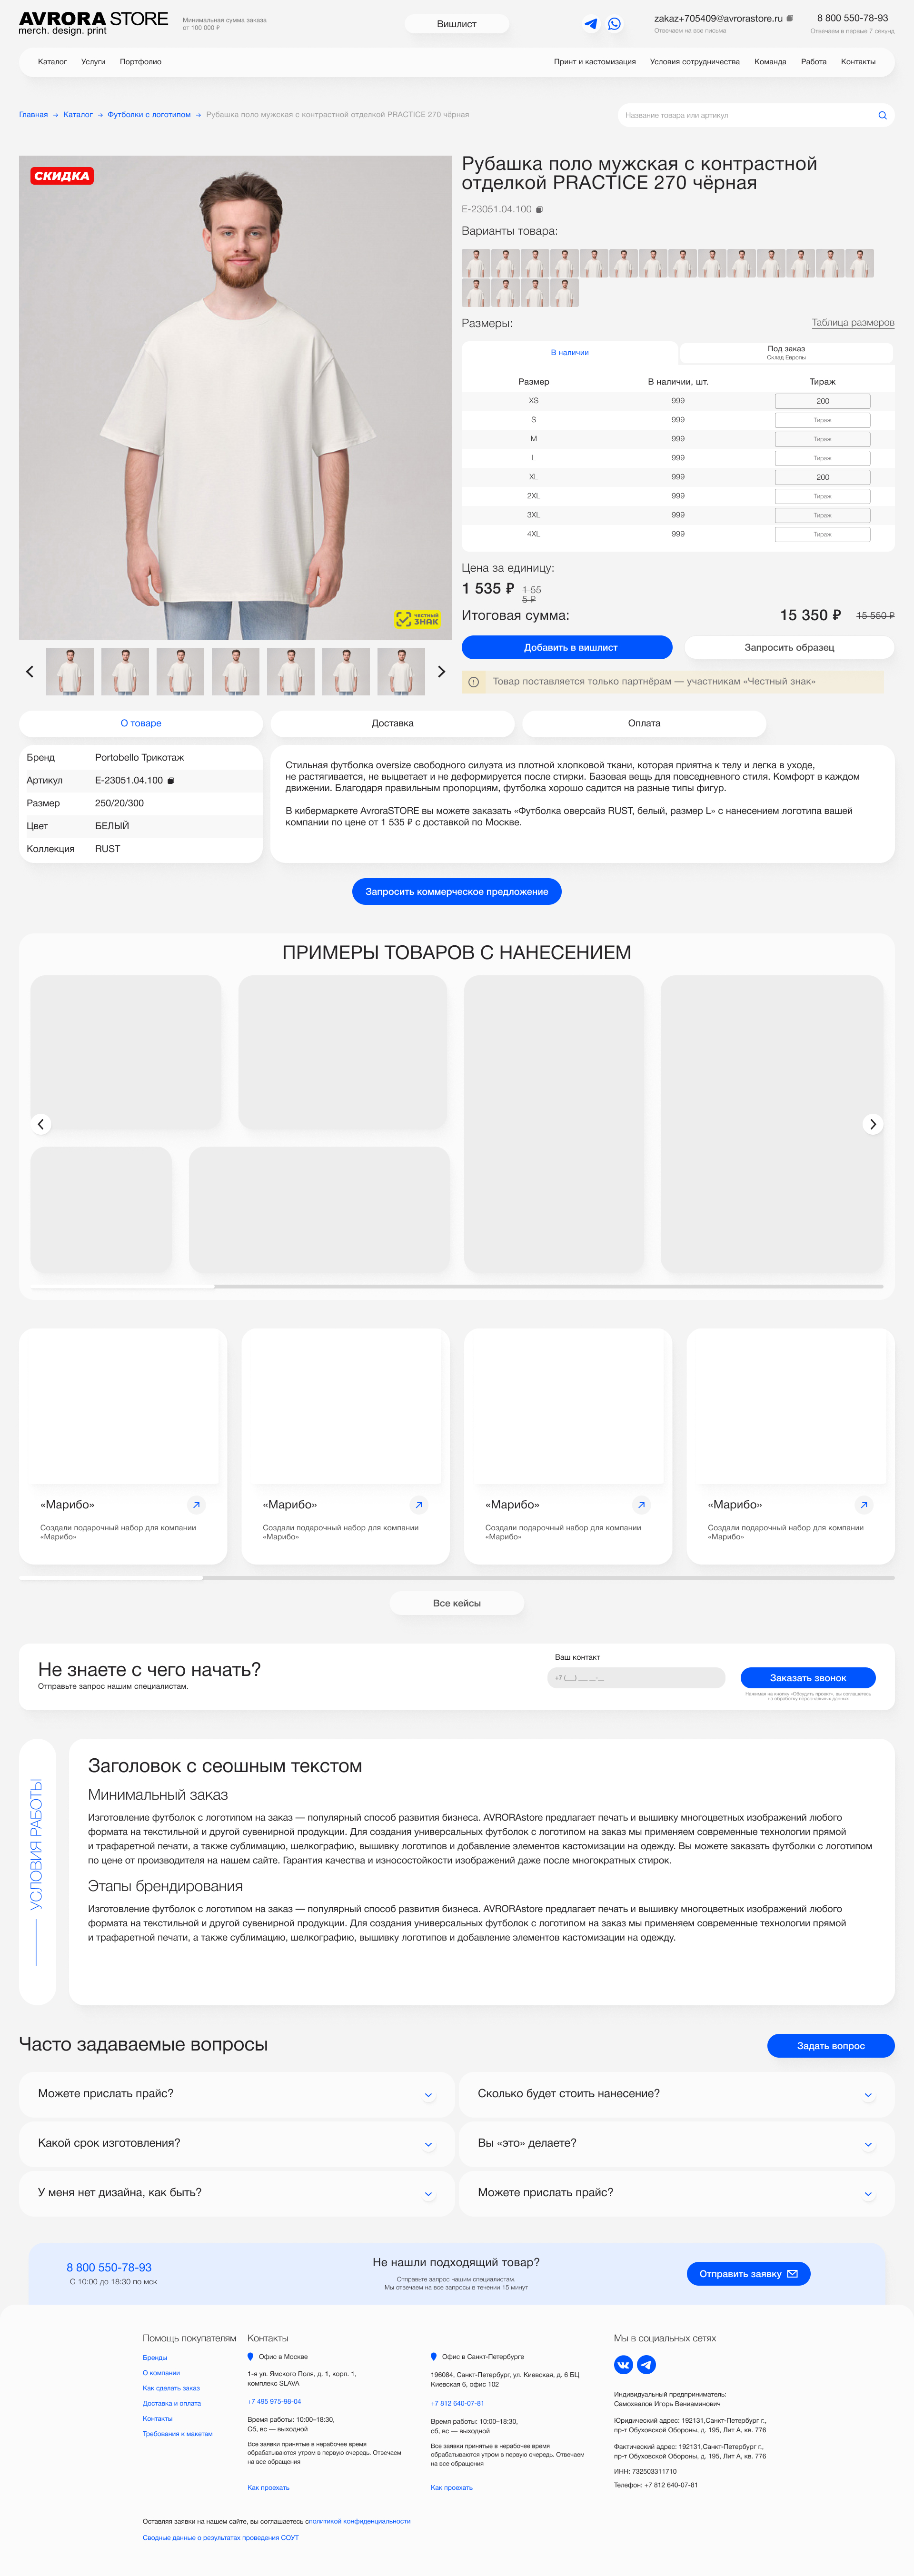 AVRORA STORE
merch. design. print
Минимальная сумма заказа
от 100 000 ₽
Вишлист
zakaz+705409@avrorastore.ru
Отвечаем на все письма
8 800 550-78-93
Отвечаем в первые 7 секунд
Каталог Услуги Портфолио
Принт и кастомизация Условия сотрудничества Команда Работа Контакты
Главная → Каталог → Футболки с логотипом → Рубашка поло мужская с контрастной отделкой PRACTICE 270 чёрная
Название товара или артикул
СКИДКА
ЧЕСТНЫЙ
ЗНАК
Рубашка поло мужская с контрастной
отделкой PRACTICE 270 чёрная
E-23051.04.100
Варианты товара:
Размеры:
Таблица размеров
В наличии
Под заказ
Склад Европы
Размер В наличии, шт. Тираж
XS 999 200
S 999 Тираж
M 999 Тираж
L 999 Тираж
XL 999 200
2XL 999 Тираж
3XL 999 Тираж
4XL 999 Тираж
Цена за единицу:
1 535 ₽
1 55
5 ₽
Итоговая сумма:
15 350 ₽ 15 550 ₽
Добавить в вишлист
Запросить образец
Товар поставляется только партнёрам — участникам «Честный знак»
О товаре
Доставка
Оплата
Бренд Portobello Трикотаж
Артикул E-23051.04.100
Размер 250/20/300
Цвет БЕЛЫЙ
Коллекция RUST
Стильная футболка oversize свободного силуэта из плотной хлопковой ткани, которая приятна к телу и легка в уходе,
не растягивается, не выцветает и не деформируется после стирки. Базовая вещь для повседневного стиля. Комфорт в каждом
движении. Благодаря правильным пропорциям, футболка хорошо садится на разные типы фигур.
В кибермаркете AvroraSTORE вы можете заказать «Футболка оверсайз RUST, белый, размер L» с нанесением логотипа вашей
компании по цене от 1 535 ₽ с доставкой по Москве.
Запросить коммерческое предложение
ПРИМЕРЫ ТОВАРОВ С НАНЕСЕНИЕМ
«Марибо»
Создали подарочный набор для компании
«Марибо»
«Марибо»
Создали подарочный набор для компании
«Марибо»
«Марибо»
Создали подарочный набор для компании
«Марибо»
«Марибо»
Создали подарочный набор для компании
«Марибо»
Все кейсы
Не знаете с чего начать?
Отправьте запрос нашим специалистам.
Ваш контакт
+7 (___) ___ __-__
Заказать звонок
Нажимая на кнопку «Обсудить проект», вы соглашаетесь
на обработку персональных данных
УСЛОВИЯ РАБОТЫ
Заголовок с сеошным текстом
Минимальный заказ
Изготовление футболок с логотипом на заказ — популярный способ развития бизнеса. AVRORAstore предлагает печать и вышивку многоцветных изображений любого
формата на текстильной и другой сувенирной продукции. Для создания универсальных футболок с логотипом на заказ мы применяем современные технологии прямой
и трафаретной печати, а также сублимацию, шелкографию, вышивку логотипов и добавление элементов кастомизации на одежду. Вы можете заказать футболки с логотипом
по цене от производителя на нашем сайте. Гарантия качества и износостойкости изображений даже после многократных стирок.
Этапы брендирования
Изготовление футболок с логотипом на заказ — популярный способ развития бизнеса. AVRORAstore предлагает печать и вышивку многоцветных изображений любого
формата на текстильной и другой сувенирной продукции. Для создания универсальных футболок с логотипом на заказ мы применяем современные технологии прямой
и трафаретной печати, а также сублимацию, шелкографию, вышивку логотипов и добавление элементов кастомизации на одежду.
Часто задаваемые вопросы
Задать вопрос
Можете прислать прайс?
Сколько будет стоить нанесение?
Какой срок изготовления?
Вы «это» делаете?
У меня нет дизайна, как быть?
Можете прислать прайс?
8 800 550-78-93
С 10:00 до 18:30 по мск
Не нашли подходящий товар?
Отправьте запрос нашим специалистам.
Мы отвечаем на все запросы в течении 15 минут
Отправить заявку
Помощь покупателям
Бренды
О компании
Как сделать заказ
Доставка и оплата
Контакты
Требования к макетам
Контакты
Офис в Москве
1-я ул. Ямского Поля, д. 1, корп. 1,
комплекс SLAVA
+7 495 975-98-04
Время работы: 10:00–18:30,
Сб, вс — выходной
Все заявки принятые в нерабочее время
обрабатываются утром в первую очередь. Отвечаем
на все обращения
Как проехать
Офис в Санкт-Петербурге
196084, Санкт-Петербург, ул. Киевская, д. 6 БЦ
Киевская 6, офис 102
+7 812 640-07-81
Время работы: 10:00–18:30,
сб, вс — выходной
Все заявки принятые в нерабочее время
обрабатываются утром в первую очередь. Отвечаем
на все обращения
Как проехать
Мы в социальных сетях
Индивидуальный предприниматель:
Самохвалов Игорь Вениаминович
Юридический адрес: 192131,Санкт-Петербург г.,
пр-т Обуховской Обороны, д. 195, Лит А, кв. 776
Фактический адрес: 192131,Санкт-Петербург г.,
пр-т Обуховской Обороны, д. 195, Лит А, кв. 776
ИНН: 732503311710
Телефон: +7 812 640-07-81
Оставляя заявки на нашем сайте, вы соглашаетесь сполитикой конфиденциальности
Сводные данные о результатах проведения СОУТ